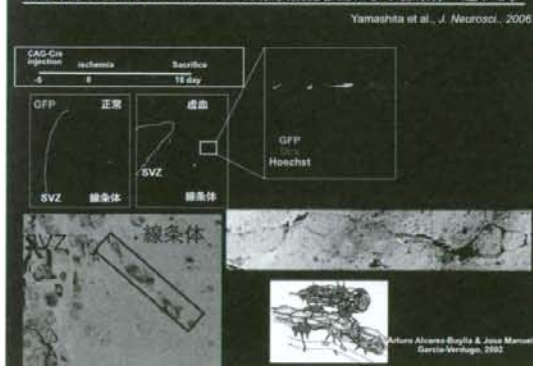 Yamashita et al., J. Neurosci., 2006
CAG-Cre
injection
ischemia
Sacrifice
-5
0
18 day
GFP
正常
虚血
SVZ
線条体
SVZ
線条体
GFP
Dcx
Hoechst
SVZ
線条体
Arturo Alvarez-Buylla & Jose Manuel
Garcia-Verdugo, 2002